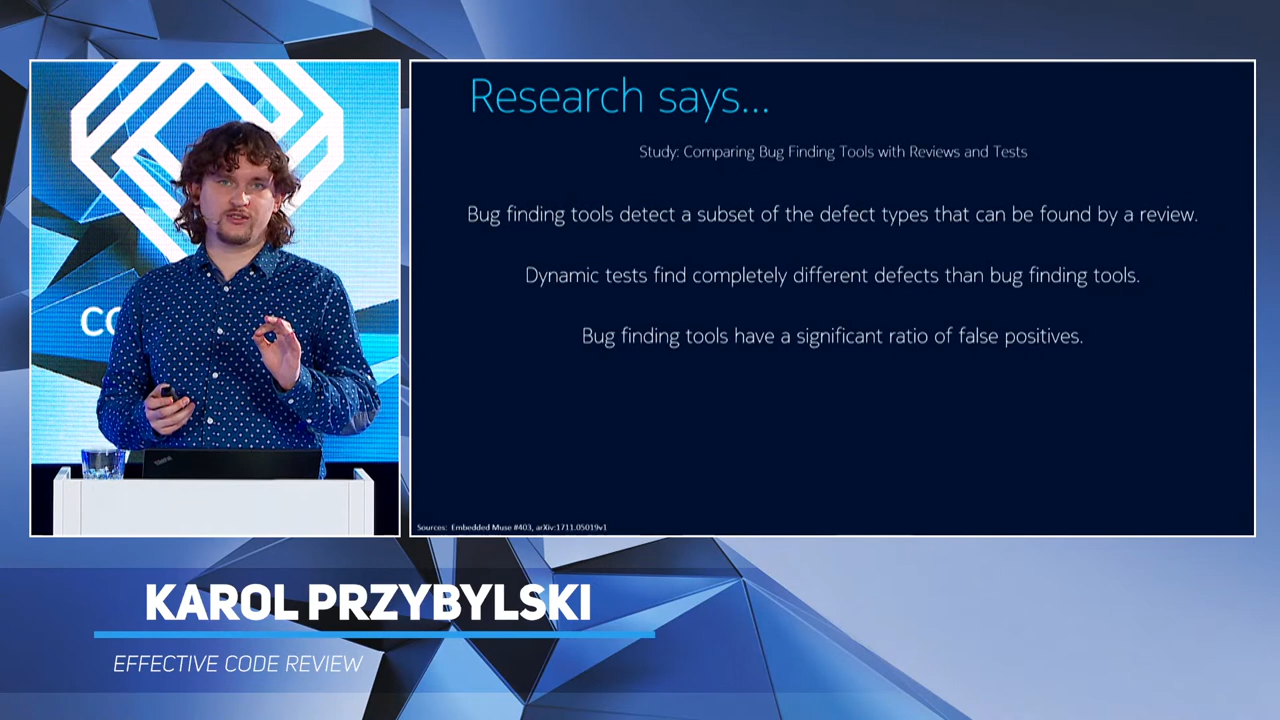 Research says...
Study: Comparing Bug Finding Tools with Reviews and Tests
Bug finding tools detect a subset of the defect types that can be found by a review.
Dynamic tests find completely different defects than bug finding tools.
Bug finding tools have a significant ratio of false positives.
Sources: Embedded Muse #403, arXiv:1711.05019v1
CO
KAROL PRZYBYLSKI
EFFECTIVE CODE REVIEW